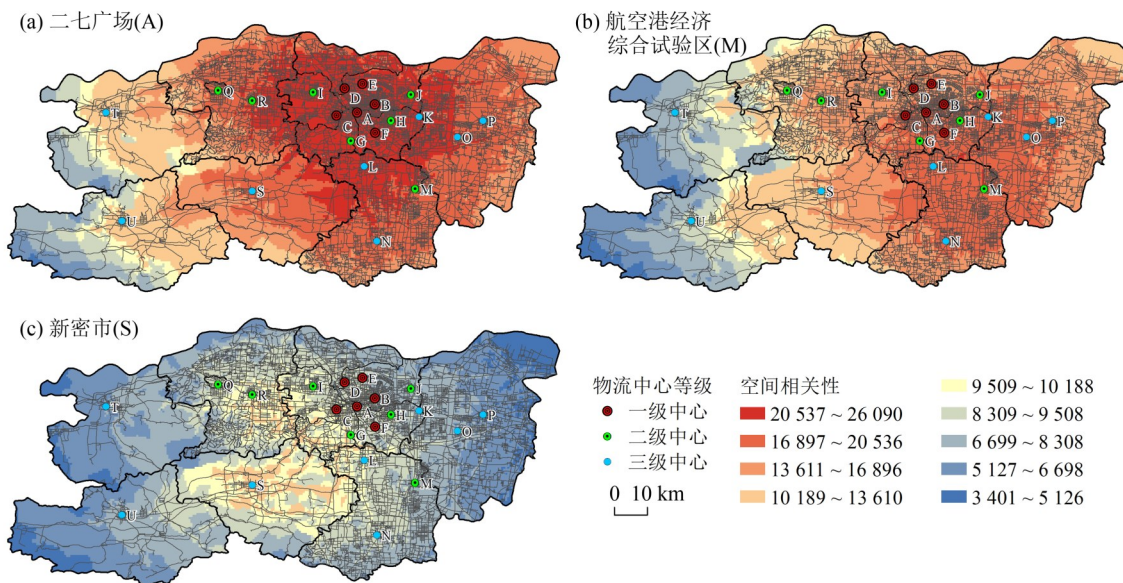 (a) 二七广场(A)
E
D
B
A
C
F
G
H
I
J
K
L
M
N
O
P
Q
R
S
T
U
(b) 航空港经济
综合试验区(M)
E
D
B
A
C
F
G
H
I
J
K
L
M
N
O
P
Q
R
S
T
U
(c) 新密市(S)
E
D
B
A
C
F
G
H
I
J
K
L
M
N
O
P
Q
R
S
T
U
物流中心等级
一级中心
二级中心
三级中心
0 10 km
空间相关性
20 537 ~ 26 090
16 897 ~ 20 536
13 611 ~ 16 896
10 189 ~ 13 610
9 509 ~ 10 188
8 309 ~ 9 508
6 699 ~ 8 308
5 127 ~ 6 698
3 401 ~ 5 126